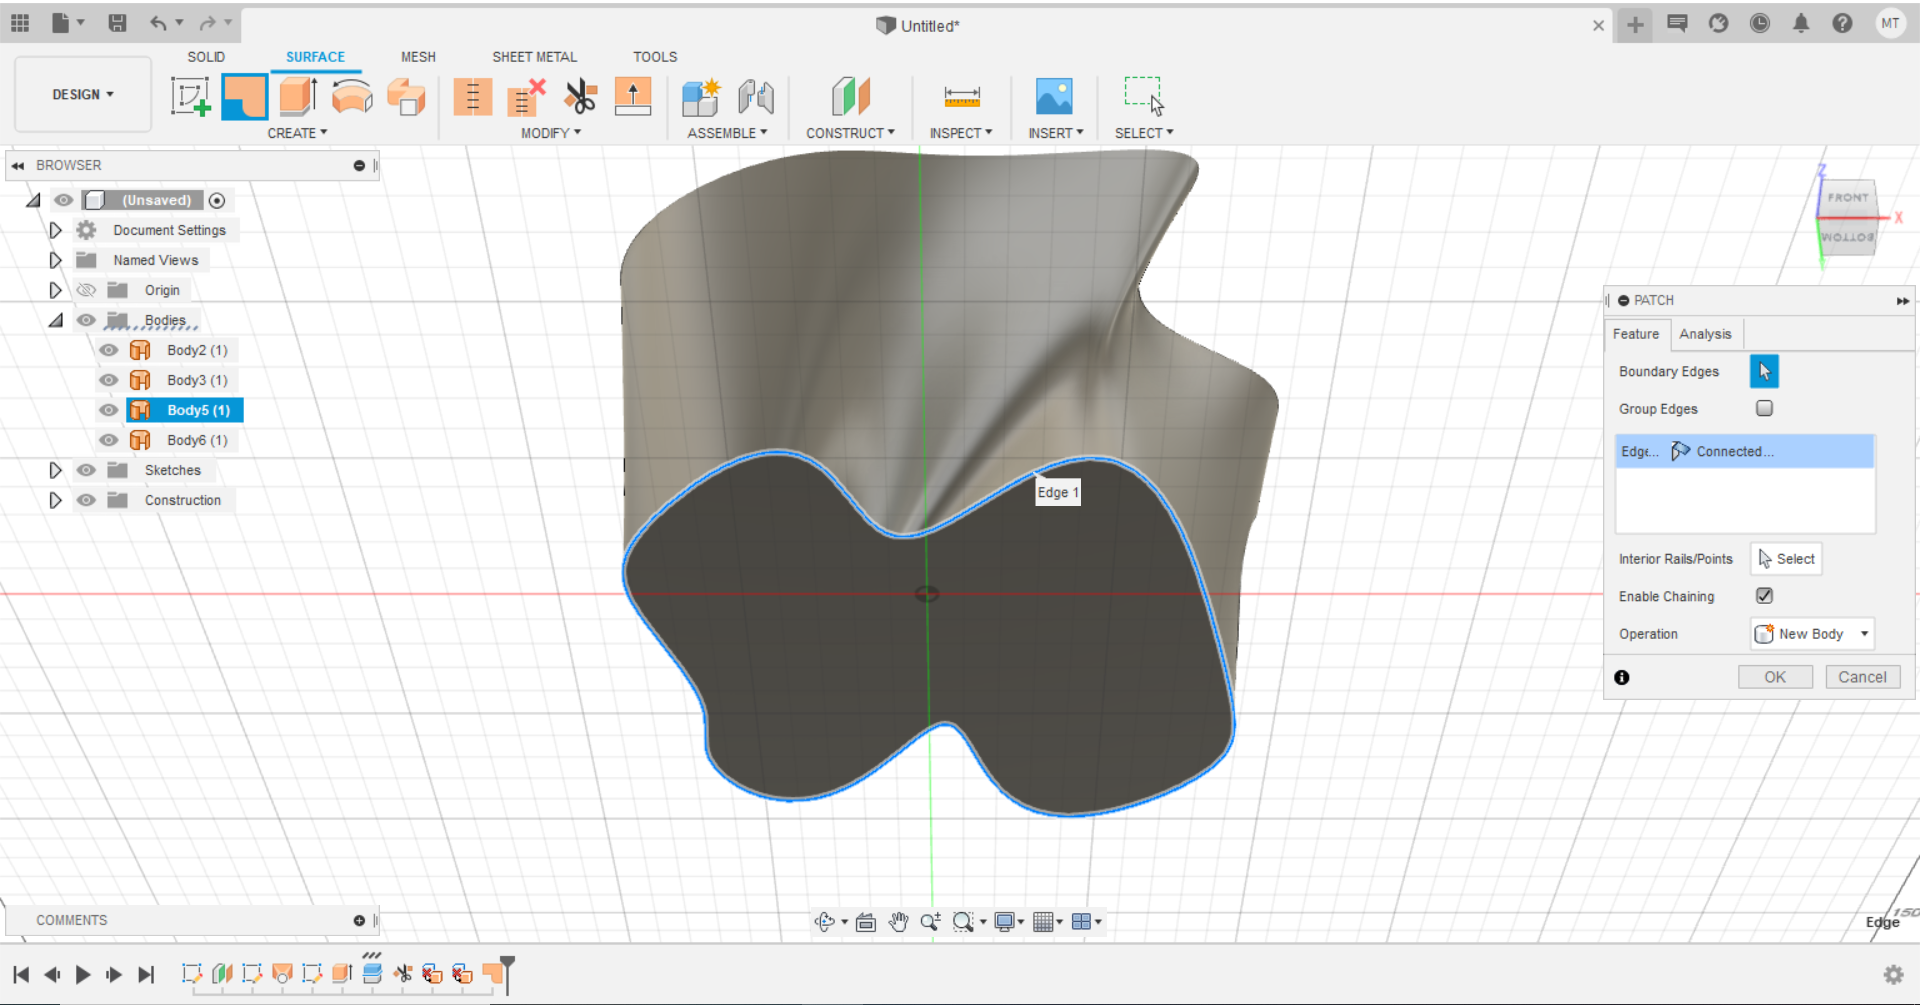 Untitled*
MT
SOLID SURFACE MESH SHEET METAL TOOLS
DESIGN
CREATE MODIFY ASSEMBLE CONSTRUCT INSPECT INSERT SELECT
BROWSER
(Unsaved)
Document Settings
Named Views
Origin
Bodies
Body2 (1)
Body3 (1)
Body5 (1)
Body6 (1)
Sketches
Construction
Edge 1
Z
FRONT
X
BOTTOM
PATCH
Feature Analysis
Boundary Edges
Group Edges
Edge... Connected...
Interior Rails/Points Select
Enable Chaining
Operation New Body
OK Cancel
COMMENTS
150
Edge